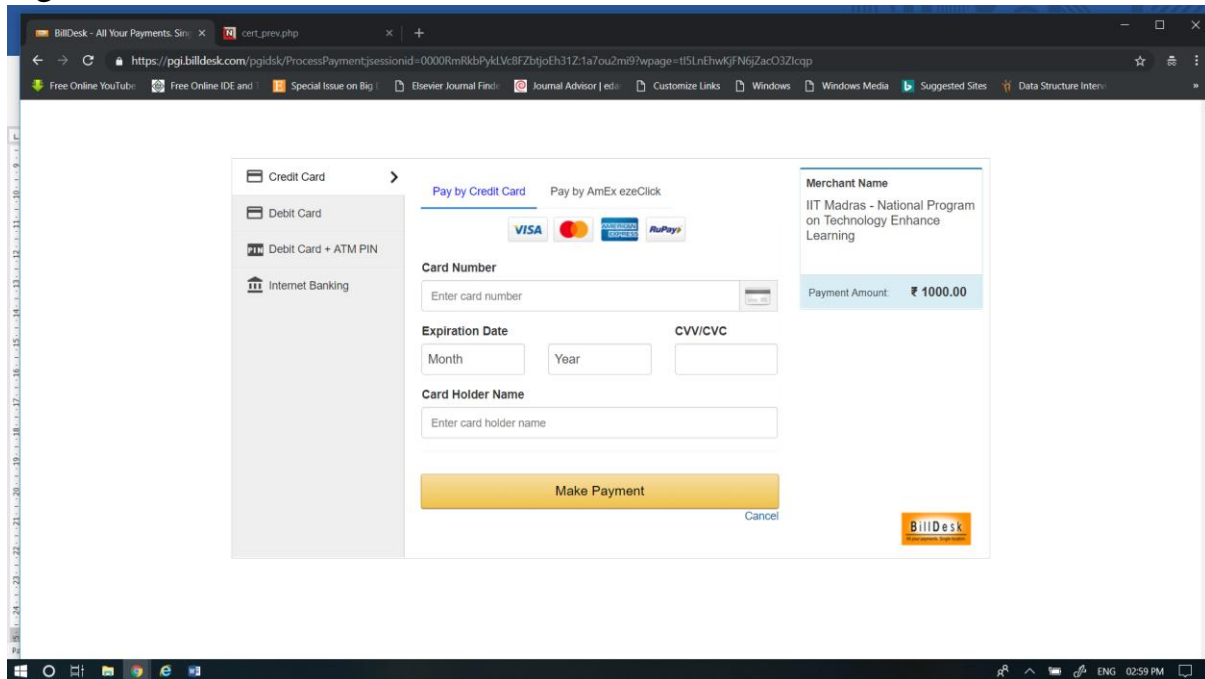 BillDesk - All Your Payments. Sing
cert_prev.php
https://pgi.billdesk.com/pgidsk/ProcessPayment;jsessionid=0000RmRkbPykLVc8FZbtjoEh31Z:1a7ou2mi9?wpage=tI5LnEhwKjFN6jZacO3ZIcqp
Free Online YouTube
Free Online IDE and
Special Issue on Big
Elsevier Journal Finde
Journal Advisor | eda
Customize Links
Windows
Windows Media
Suggested Sites
Data Structure Interv
Credit Card
Debit Card
PIN Debit Card + ATM PIN
Internet Banking
Pay by Credit Card
Pay by AmEx ezeClick
VISA
AMERICAN
EXPRESS
RuPay
Card Number
Enter card number
Expiration Date
CVV/CVC
Month
Year
Card Holder Name
Enter card holder name
Make Payment
Cancel
Merchant Name
IIT Madras - National Program
on Technology Enhance
Learning
Payment Amount: ₹ 1000.00
BillDesk
ENG 02:59 PM